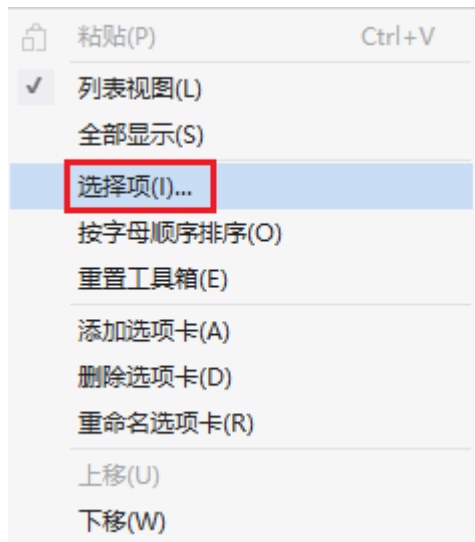 粘贴(P) Ctrl+V
列表视图(L)
全部显示(S)
选择项(I)...
按字母顺序排序(O)
重置工具箱(E)
添加选项卡(A)
删除选项卡(D)
重命名选项卡(R)
上移(U)
下移(W)